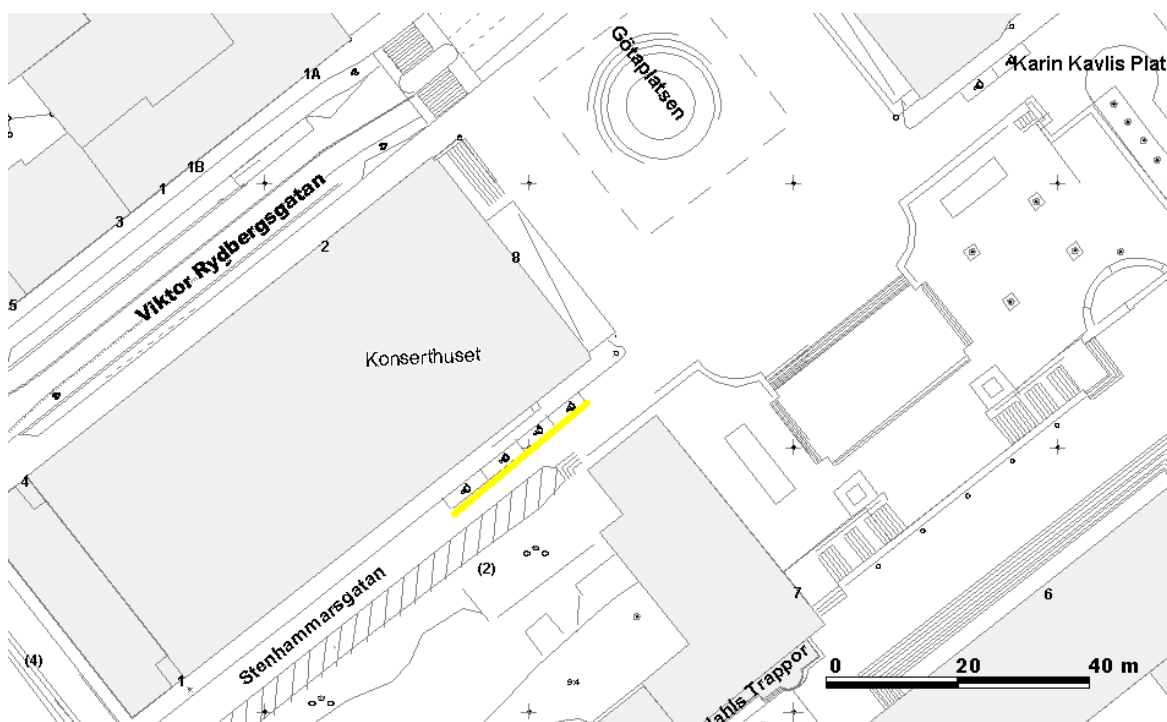 Götaplatsen
Karin Kavlis Plat
1A
1B
1
3
5
Viktor Rydbergsgatan
2
8
Konserthuset
4
Stenhammarsgatan
(2)
(4)
1
7
6
9:4
ahls Trappor
0 20 40 m